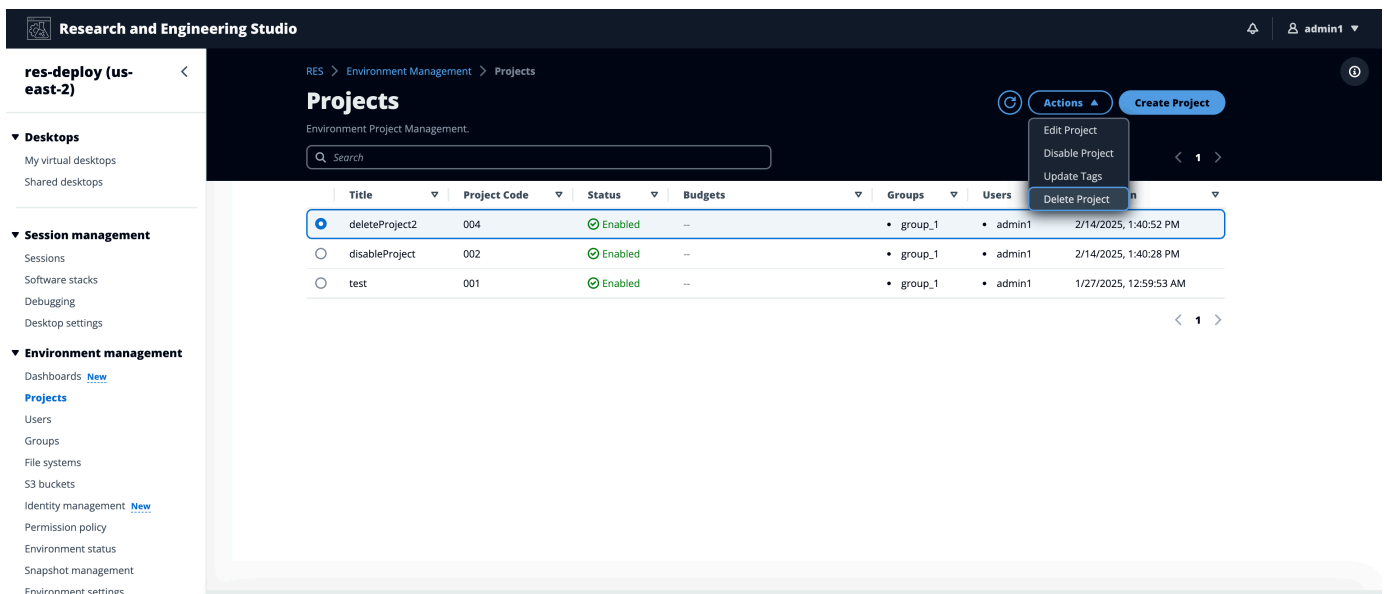 Research and Engineering Studio
admin1
res-deploy (us-
east-2)
Desktops
My virtual desktops
Shared desktops
Session management
Sessions
Software stacks
Debugging
Desktop settings
Environment management
Dashboards New
Projects
Users
Groups
File systems
S3 buckets
Identity management New
Permission policy
Environment status
Snapshot management
Environment settings
RES > Environment Management > Projects
Projects
Environment Project Management.
Actions
Create Project
Edit Project
Disable Project
Update Tags
Delete Project
Search
< 1 >
Title Project Code Status Budgets Groups Users
deleteProject2 004 Enabled -- • group_1 • admin1 2/14/2025, 1:40:52 PM
disableProject 002 Enabled -- • group_1 • admin1 2/14/2025, 1:40:28 PM
test 001 Enabled -- • group_1 • admin1 1/27/2025, 12:59:53 AM
< 1 >